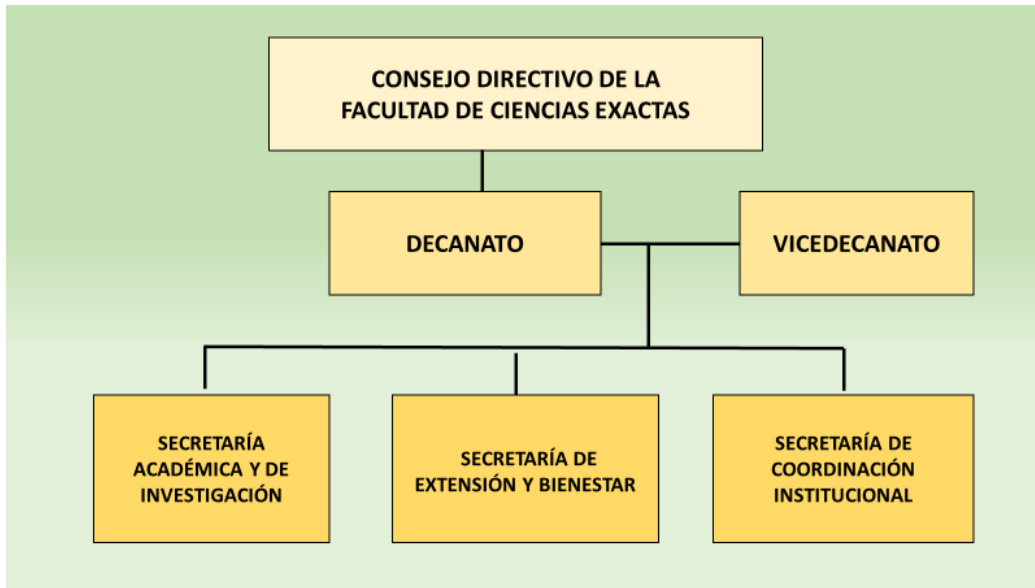 CONSEJO DIRECTIVO DE LA
FACULTAD DE CIENCIAS EXACTAS
DECANATO
VICEDECANATO
SECRETARÍA
ACADÉMICA Y DE
INVESTIGACIÓN
SECRETARÍA DE
EXTENSIÓN Y BIENESTAR
SECRETARÍA DE
COORDINACIÓN
INSTITUCIONAL